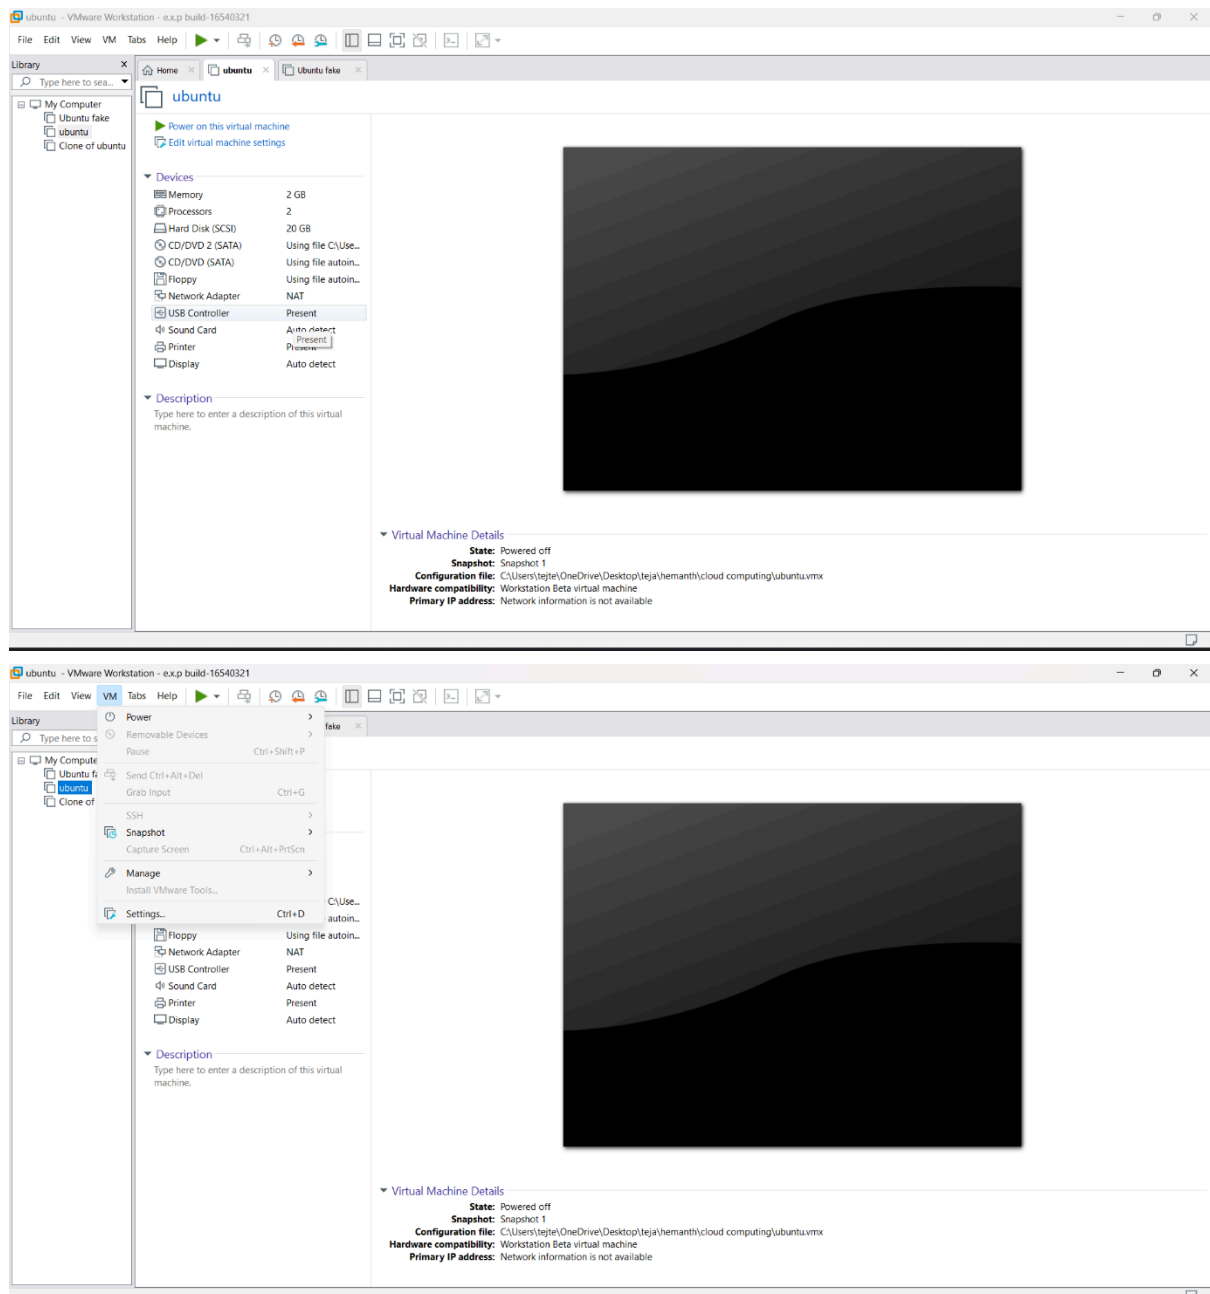 ubuntu - VMware Workstation - e.x.p build-16540321
File Edit View VM Tabs Help
Library X
Type here to sea...
Home ubuntu Ubuntu fake
My Computer
Ubuntu fake
ubuntu
Clone of ubuntu
ubuntu
Power on this virtual machine
Edit virtual machine settings
Devices
Memory 2 GB
Processors 2
Hard Disk (SCSI) 20 GB
CD/DVD 2 (SATA) Using file C:\Use...
CD/DVD (SATA) Using file autoin...
Floppy Using file autoin...
Network Adapter NAT
USB Controller Present
Sound Card Auto detect
Present
Printer Present
Display Auto detect
Description
Type here to enter a description of this virtual
machine.
Virtual Machine Details
State: Powered off
Snapshot: Snapshot 1
Configuration file: C:\Users\tejte\OneDrive\Desktop\teja\hemanth\cloud computing\ubuntu.vmx
Hardware compatibility: Workstation Beta virtual machine
Primary IP address: Network information is not available
ubuntu - VMware Workstation - e.x.p build-16540321
File Edit View VM Tabs Help
Library
Type here to s
fake
My Compute
Ubuntu fa
ubuntu
Clone of
Power
Removable Devices
Pause Ctrl+Shift+P
Send Ctrl+Alt+Del
Grab Input Ctrl+G
SSH
Snapshot
Capture Screen Ctrl+Alt+PrtScn
Manage
Install VMware Tools...
Settings... Ctrl+D
C:\Use...
autoin...
Floppy Using file autoin...
Network Adapter NAT
USB Controller Present
Sound Card Auto detect
Printer Present
Display Auto detect
Description
Type here to enter a description of this virtual
machine.
Virtual Machine Details
State: Powered off
Snapshot: Snapshot 1
Configuration file: C:\Users\tejte\OneDrive\Desktop\teja\hemanth\cloud computing\ubuntu.vmx
Hardware compatibility: Workstation Beta virtual machine
Primary IP address: Network information is not available